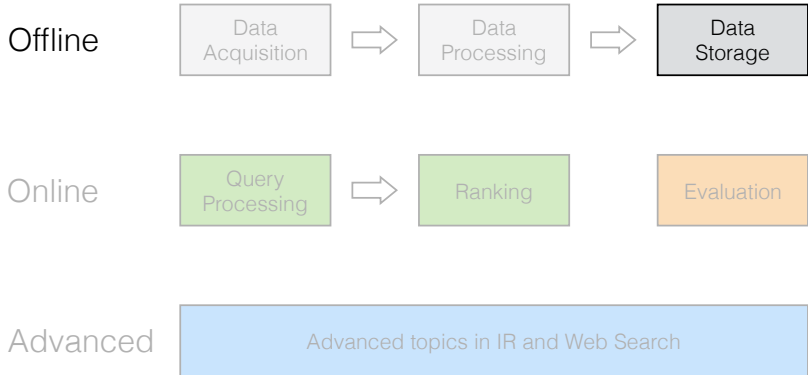 Offline
Data
Acquisition
Data
Processing
Data
Storage
Online
Query
Processing
Ranking
Evaluation
Advanced
Advanced topics in IR and Web Search